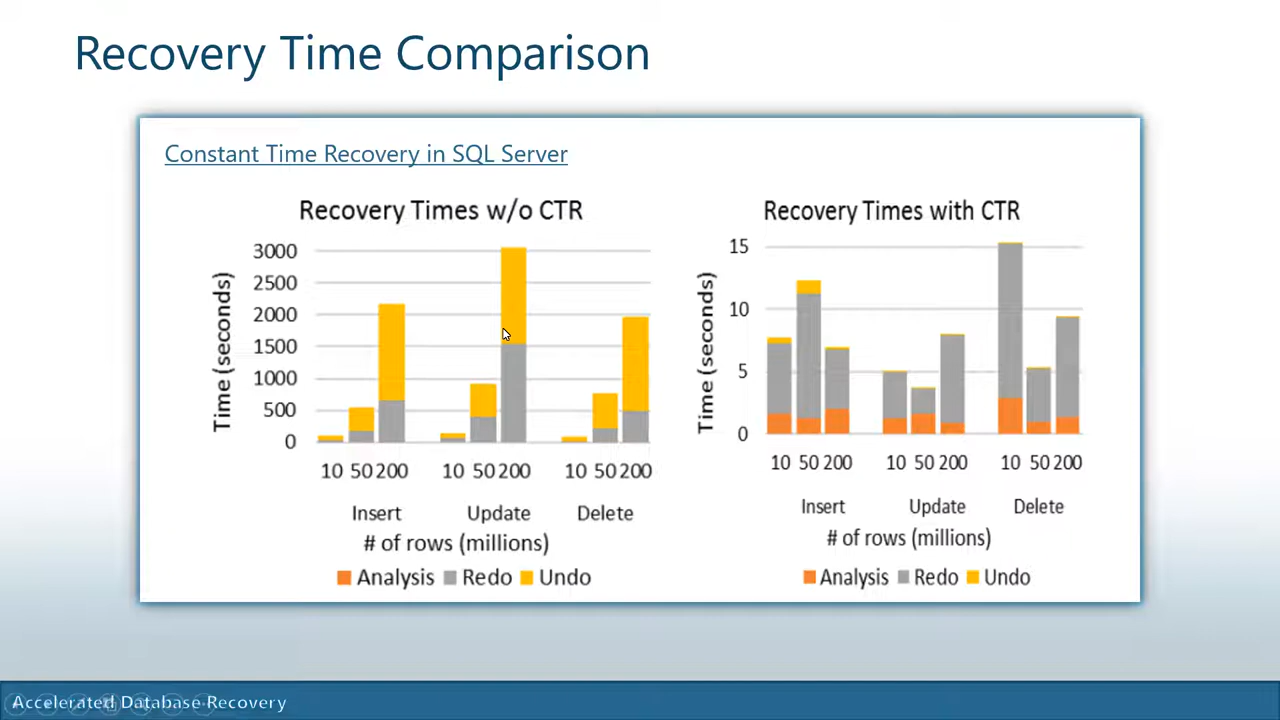 Recovery Time Comparison
Constant Time Recovery in SQL Server
Recovery Times w/o CTR
Time (seconds)
3000
2500
2000
1500
1000
500
0
10 50 200 10 50 200 10 50 200
Insert Update Delete
# of rows (millions)
Analysis Redo Undo
Recovery Times with CTR
Time (seconds)
15
10
5
0
10 50 200 10 50 200 10 50 200
Insert Update Delete
# of rows (millions)
Analysis Redo Undo
Accelerated Database Recovery